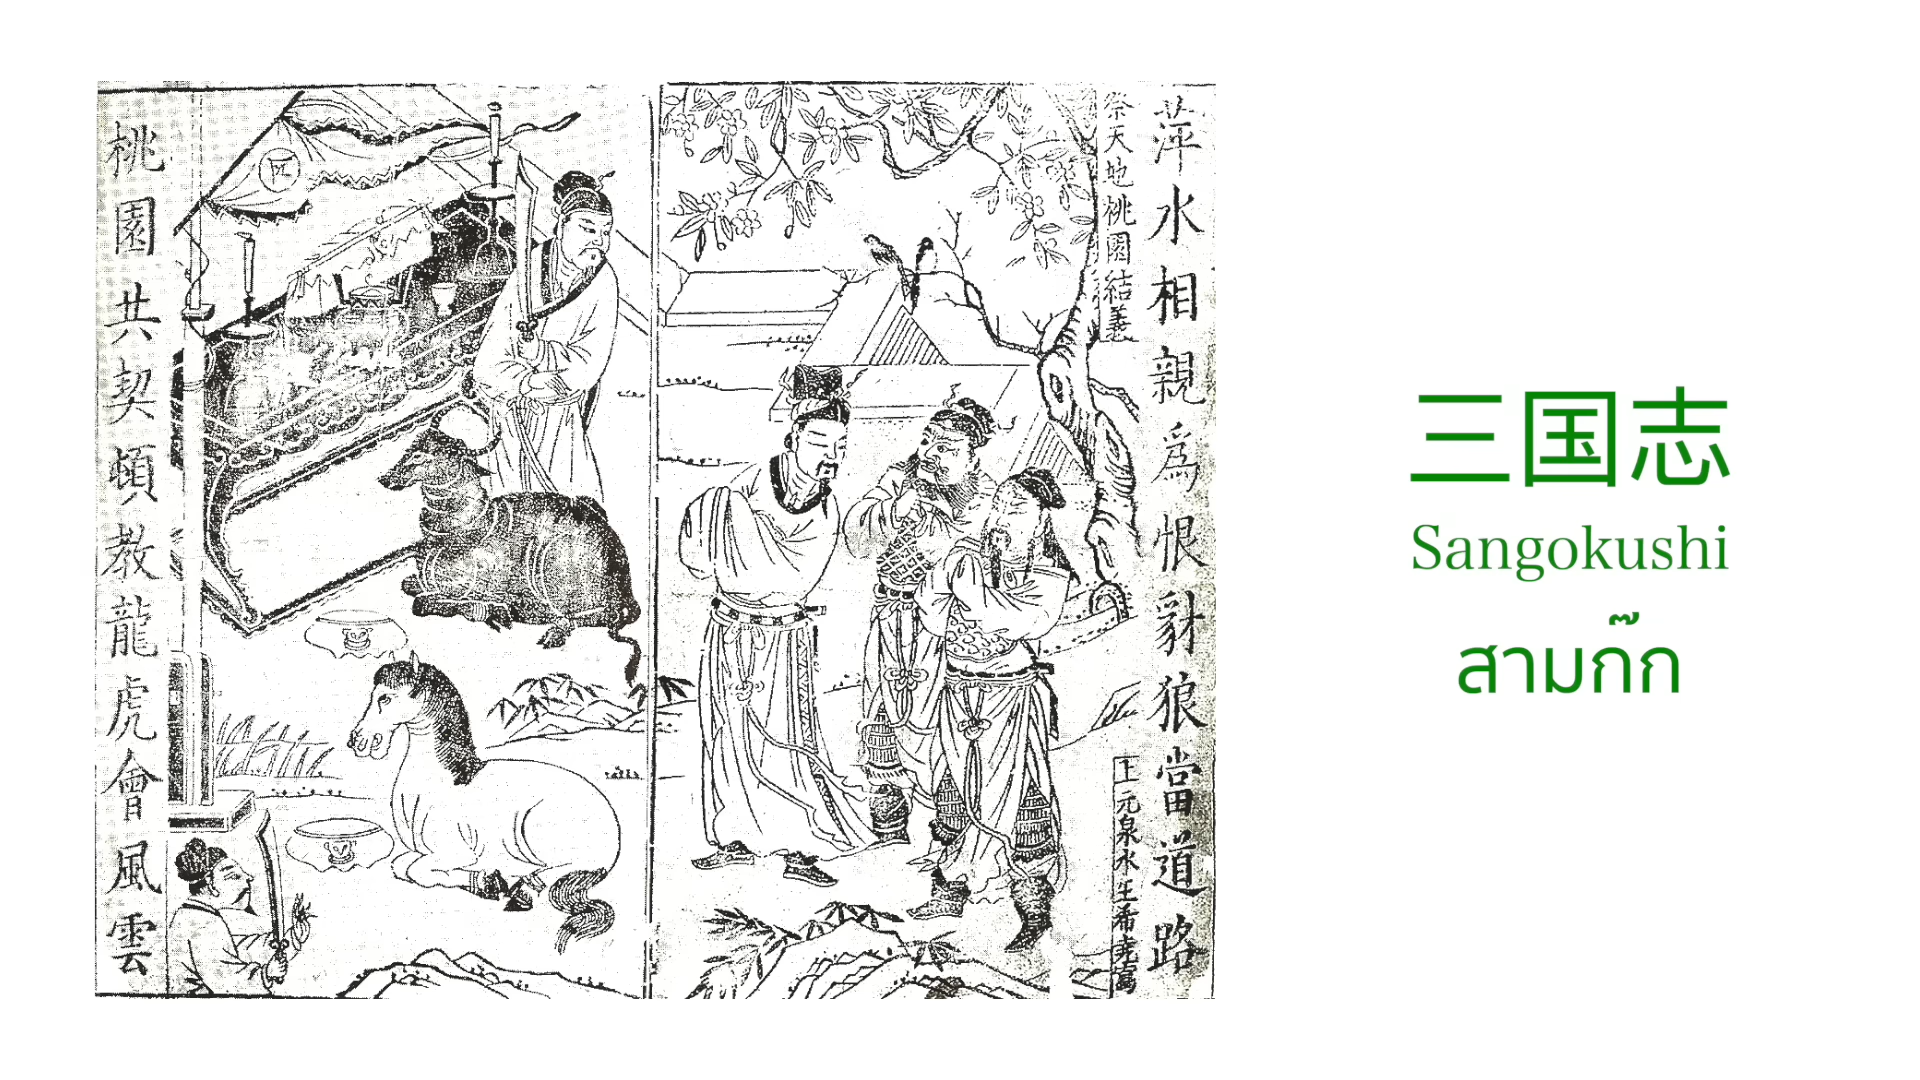 萍水相親爲恨豺狼當道路
祭天地桃園結義
上元泉水王希堯寫
桃園共契頓教龍虎會風雲
三国志
Sangokushi
สามก๊ก